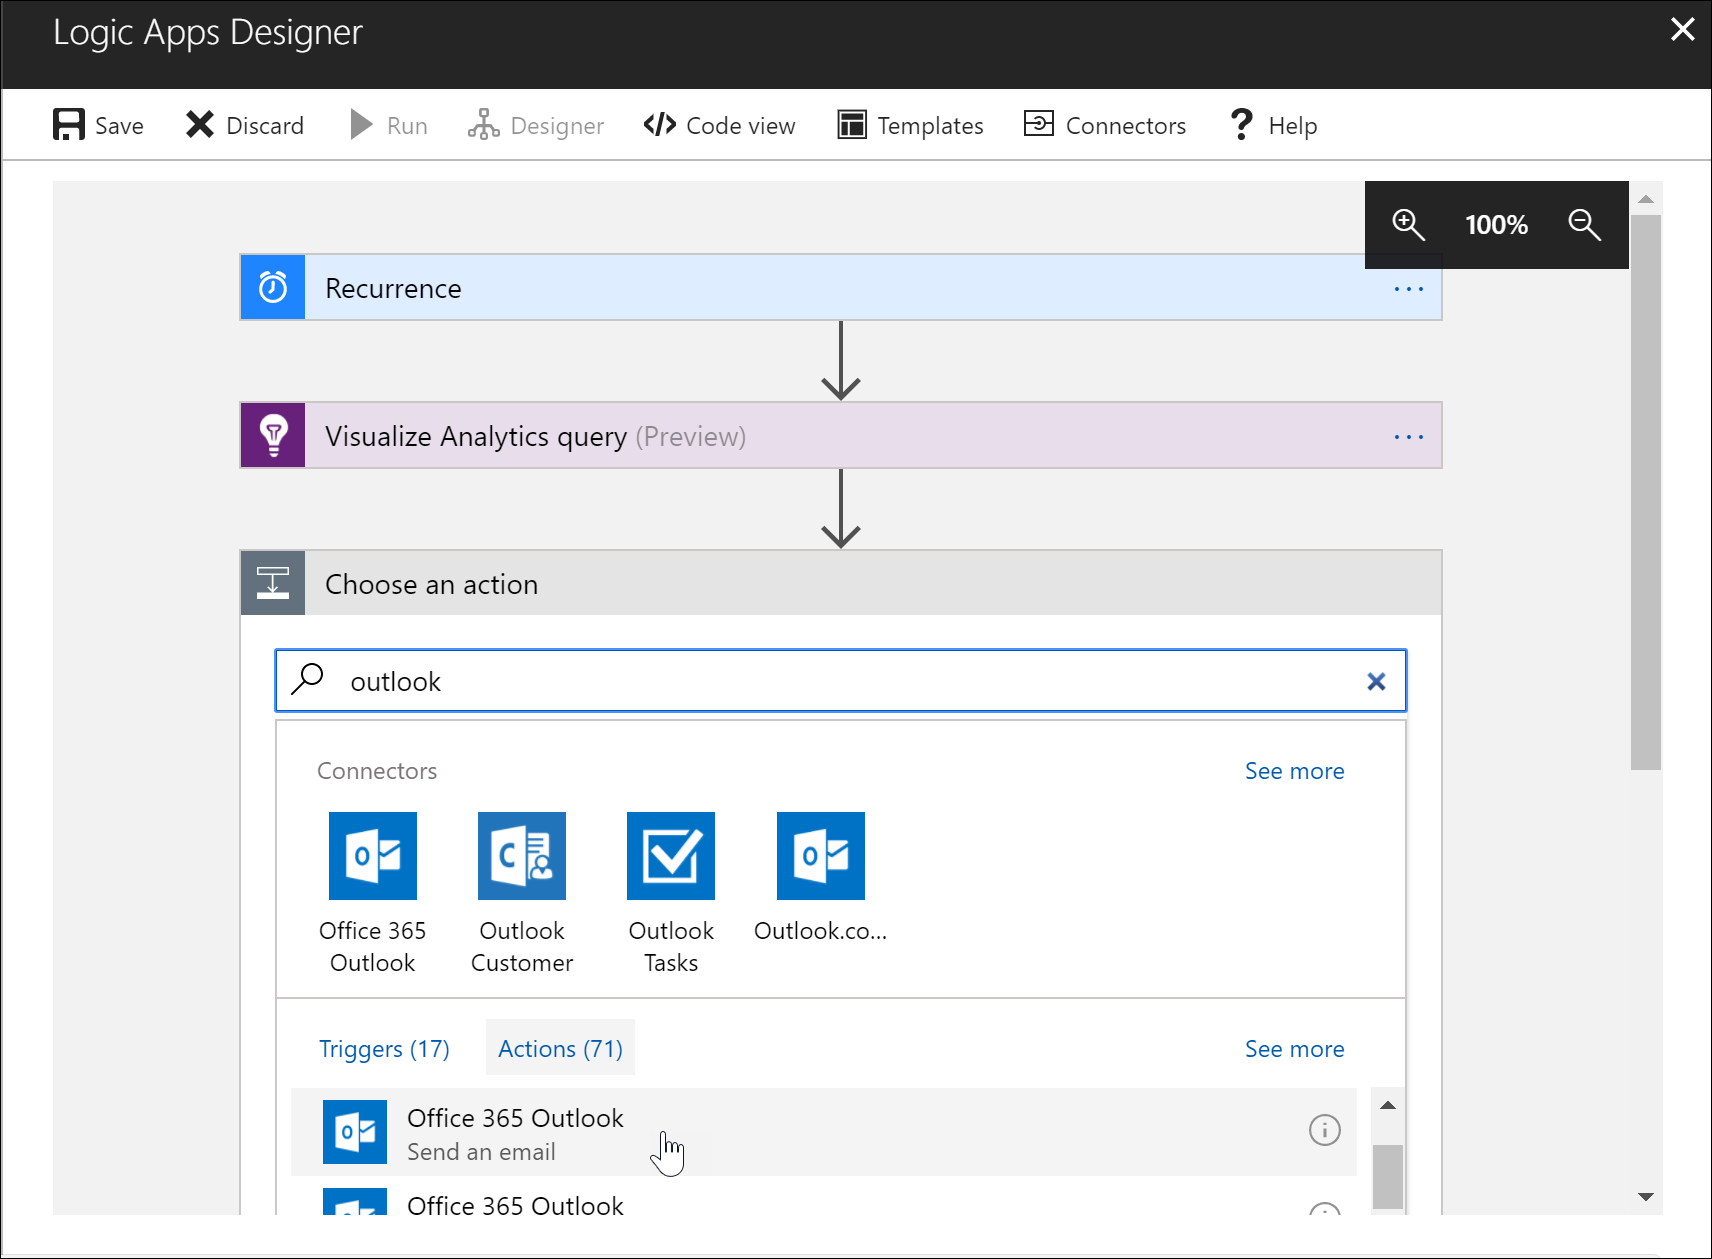 Logic Apps Designer
Save Discard Run Designer Code view Templates Connectors Help
100%
Recurrence
Visualize Analytics query (Preview)
Choose an action
outlook
Connectors See more
Office 365 Outlook
Outlook Customer
Outlook Tasks
Outlook.co...
Triggers (17) Actions (71) See more
Office 365 Outlook
Send an email
Office 365 Outlook